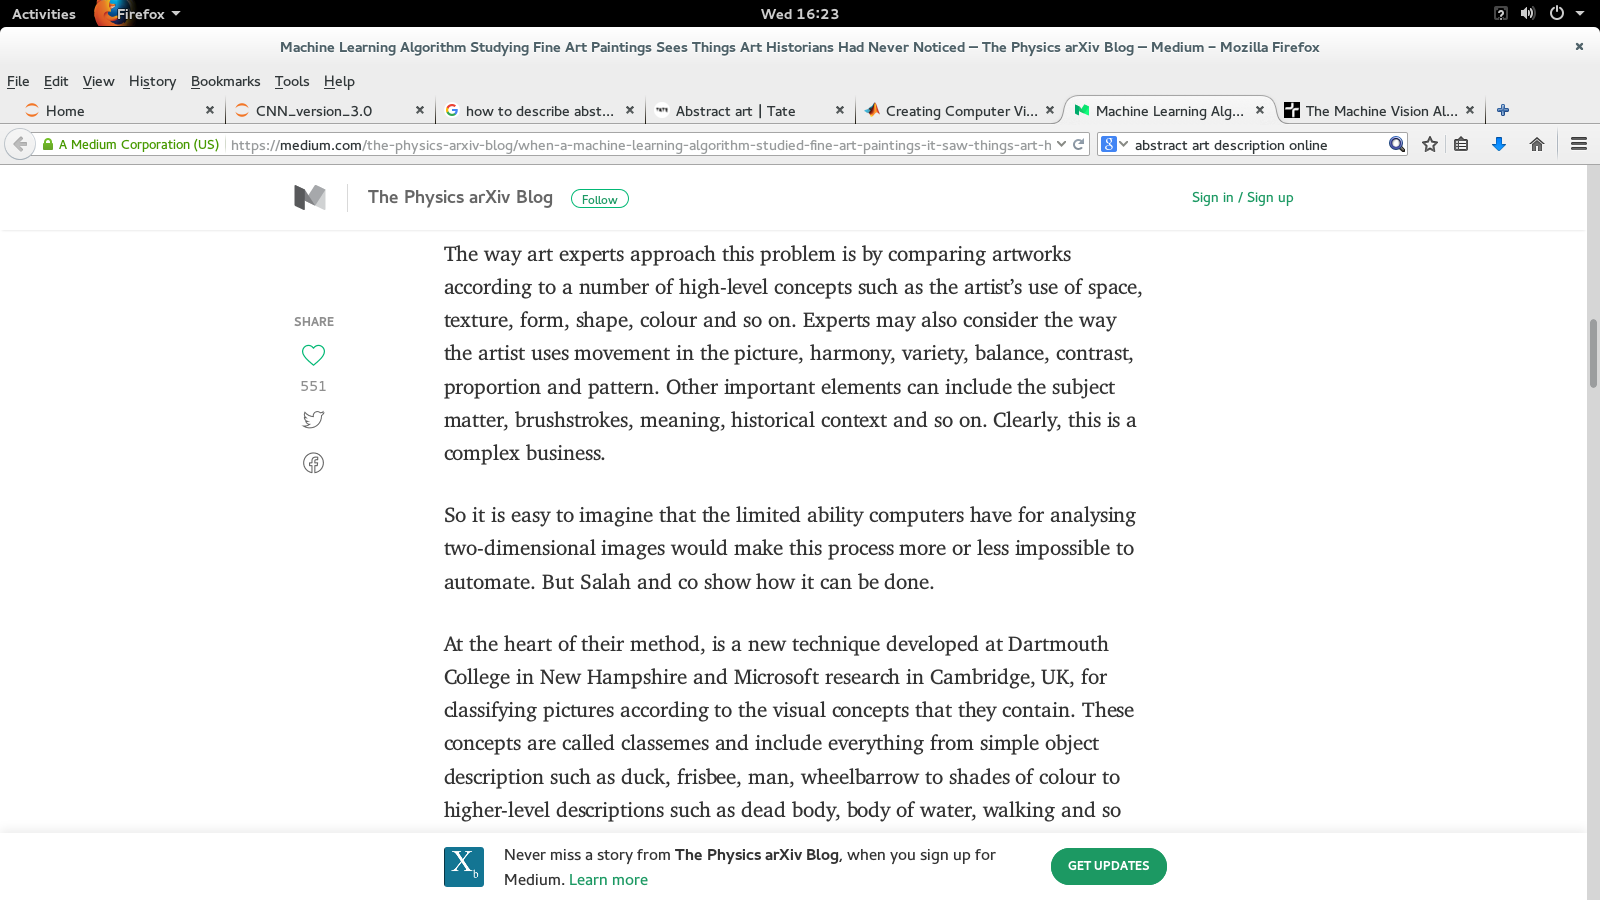 Activities Firefox Wed 16:23
Machine Learning Algorithm Studying Fine Art Paintings Sees Things Art Historians Had Never Noticed — The Physics arXiv Blog — Medium – Mozilla Firefox
File Edit View History Bookmarks Tools Help
Home CNN_version_3.0 how to describe abst... Abstract art | Tate Creating Computer Vi... Machine Learning Alg... The Machine Vision Al...
A Medium Corporation (US) https://medium.com/the-physics-arxiv-blog/when-a-machine-learning-algorithm-studied-fine-art-paintings-it-saw-things-art-h abstract art description online
The Physics arXiv Blog Follow Sign in / Sign up
The way art experts approach this problem is by comparing artworks
according to a number of high-level concepts such as the artist’s use of space,
texture, form, shape, colour and so on. Experts may also consider the way
the artist uses movement in the picture, harmony, variety, balance, contrast,
proportion and pattern. Other important elements can include the subject
matter, brushstrokes, meaning, historical context and so on. Clearly, this is a
complex business.
SHARE
551
So it is easy to imagine that the limited ability computers have for analysing
two-dimensional images would make this process more or less impossible to
automate. But Salah and co show how it can be done.
At the heart of their method, is a new technique developed at Dartmouth
College in New Hampshire and Microsoft research in Cambridge, UK, for
classifying pictures according to the visual concepts that they contain. These
concepts are called classemes and include everything from simple object
description such as duck, frisbee, man, wheelbarrow to shades of colour to
higher-level descriptions such as dead body, body of water, walking and so
Xb
Never miss a story from The Physics arXiv Blog, when you sign up for
Medium. Learn more
GET UPDATES